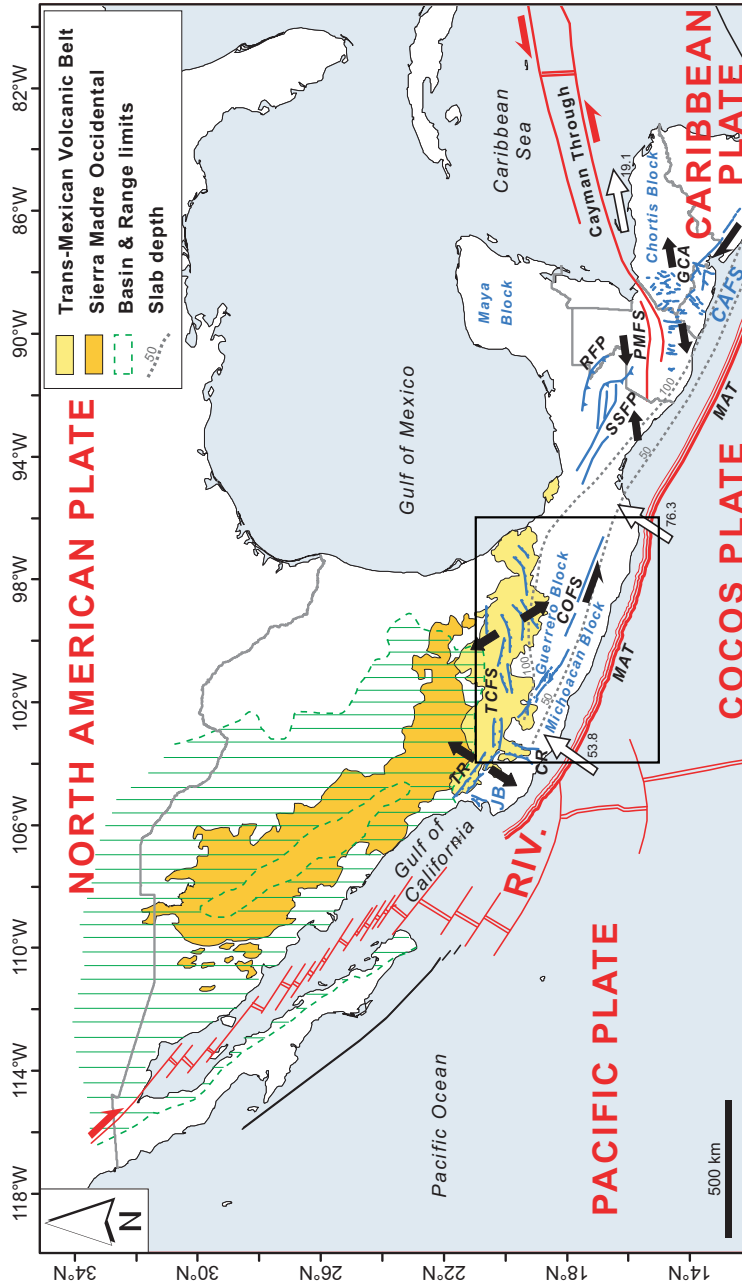 118°W
114°W
110°W
106°W
102°W
98°W
94°W
90°W
86°W
82°W
34°N
30°N
26°N
22°N
18°N
14°N
N
NORTH AMERICAN PLATE
Trans-Mexican Volcanic Belt
Sierra Madre Occidental
Basin & Range limits
50
Slab depth
Gulf of Mexico
Caribbean
Sea
Cayman Through
19.1
Maya
Block
Chortis Block
CARIBBEAN
PLATE
RFP
SSFP
PMFS
GCA
CAFS
100
50
MAT
Gulf of
California
Pacific Ocean
PACIFIC PLATE
RIV.
TR
JB
CR
TCFS
100
50
Guerrero Block
Michoacan Block
COFS
MAT
53.8
76.3
COCOS PLATE
500 km